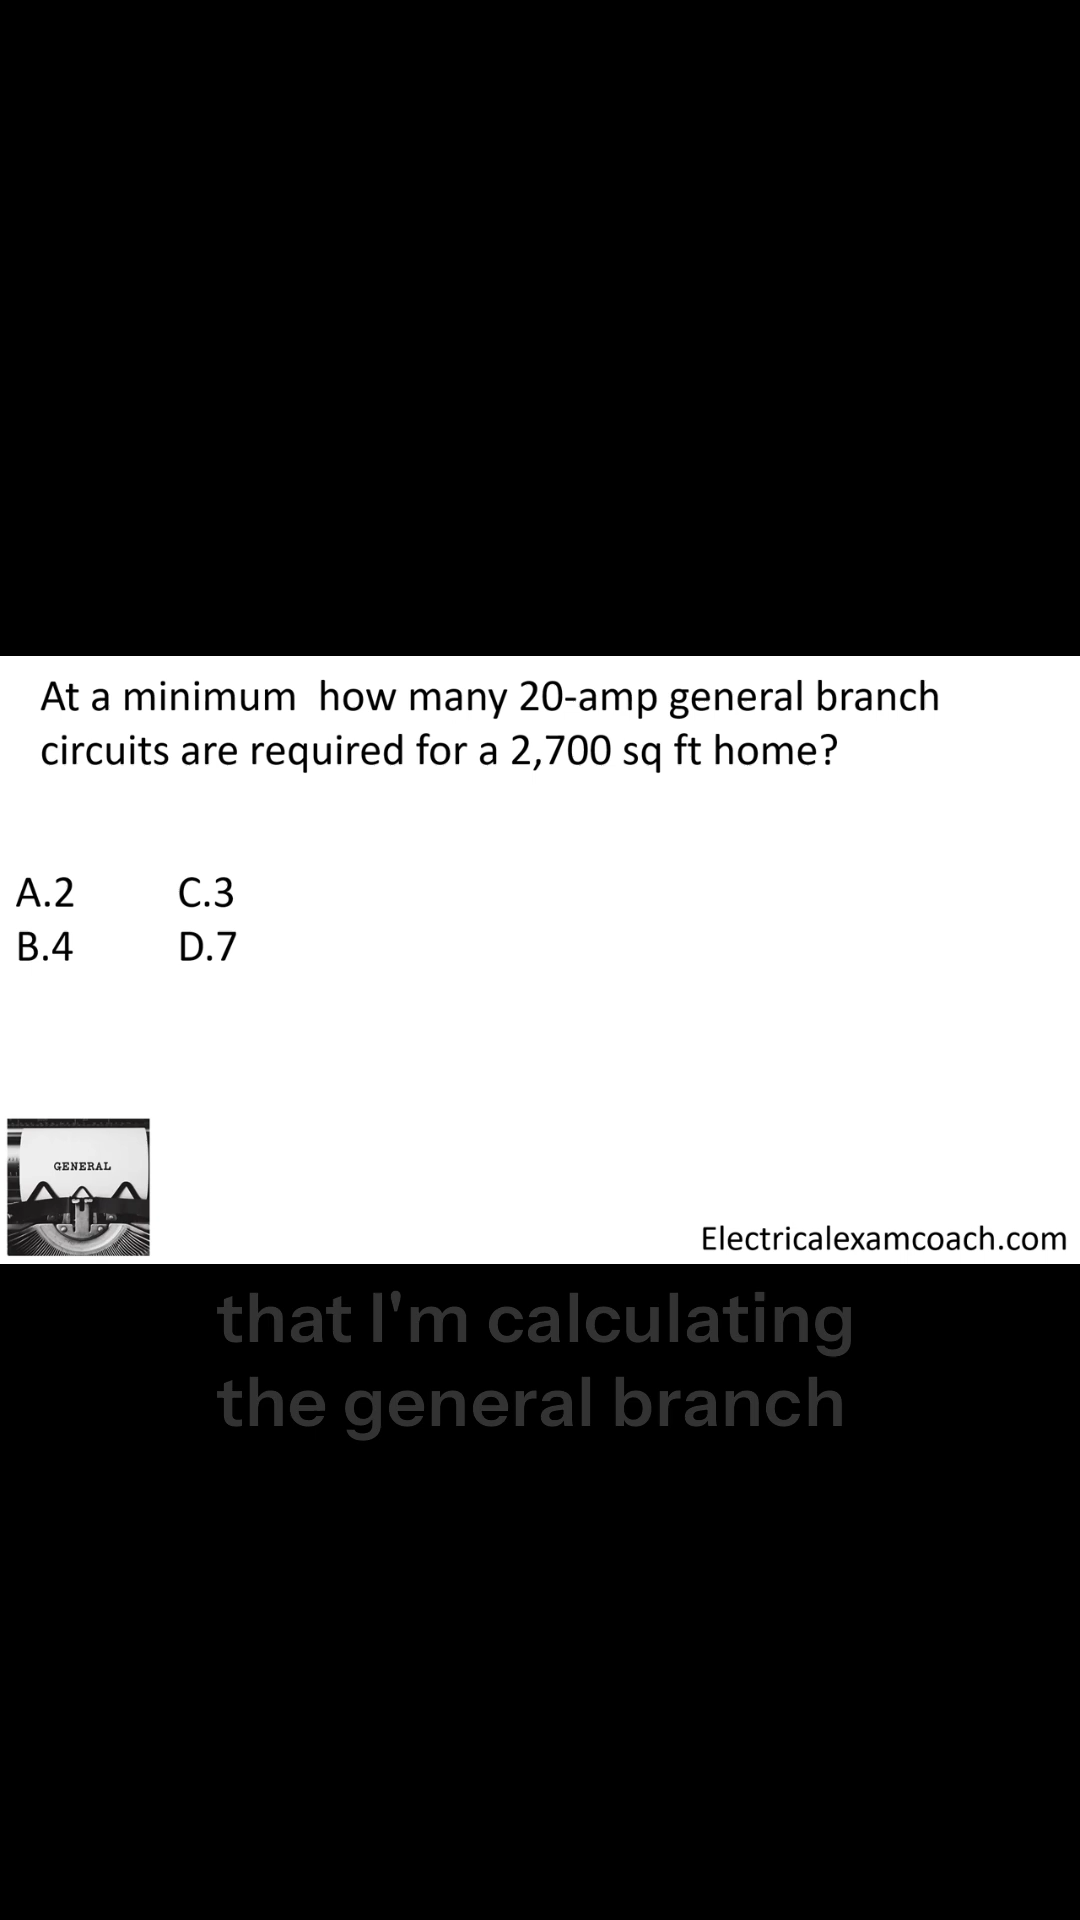 At a minimum  how many 20-amp general branch
circuits are required for a 2,700 sq ft home?
A.2 C.3
B.4 D.7
GENERAL
Electricalexamcoach.com
that I'm calculating
the general branch